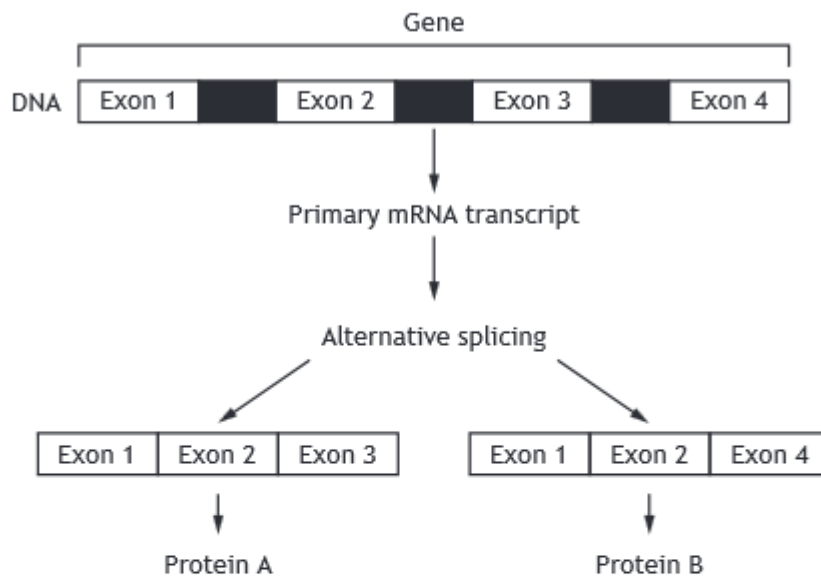 Gene
DNA Exon 1 Exon 2 Exon 3 Exon 4
Primary mRNA transcript
Alternative splicing
Exon 1 Exon 2 Exon 3 Exon 1 Exon 2 Exon 4
Protein A Protein B